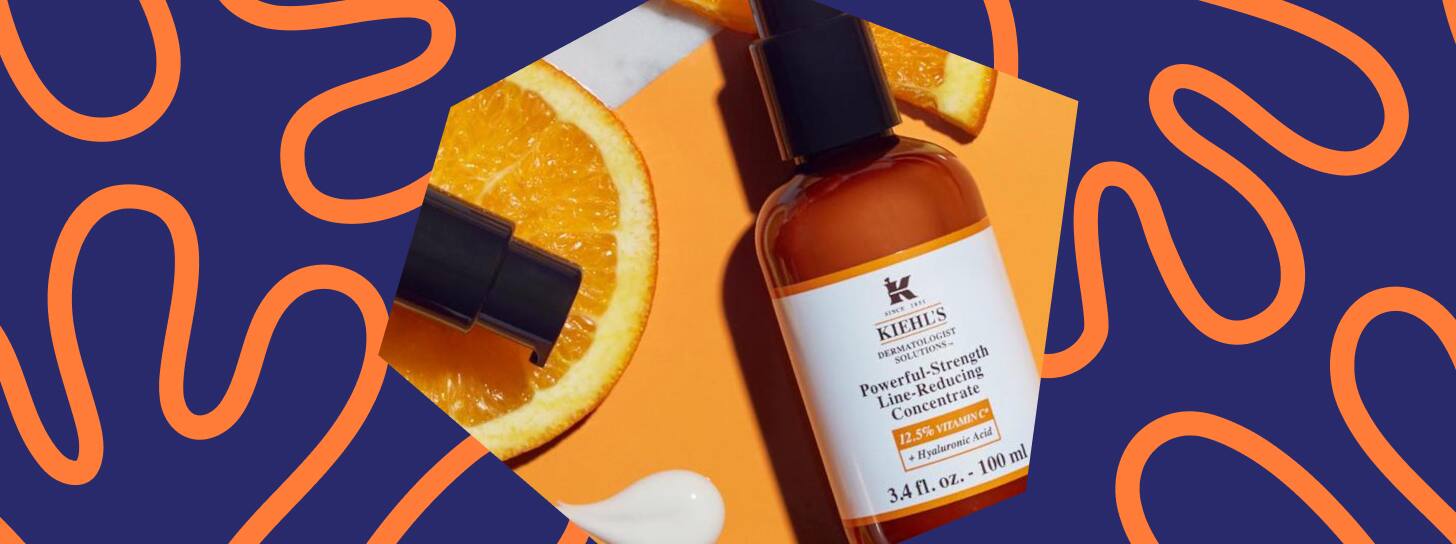 K
SINCE 1851
KIEHL'S
DERMATOLOGIST
SOLUTIONS™
Powerful-Strength
Line-Reducing
Concentrate
12.5% VITAMIN C*
+ Hyaluronic Acid
3.4 fl. oz. - 100 ml